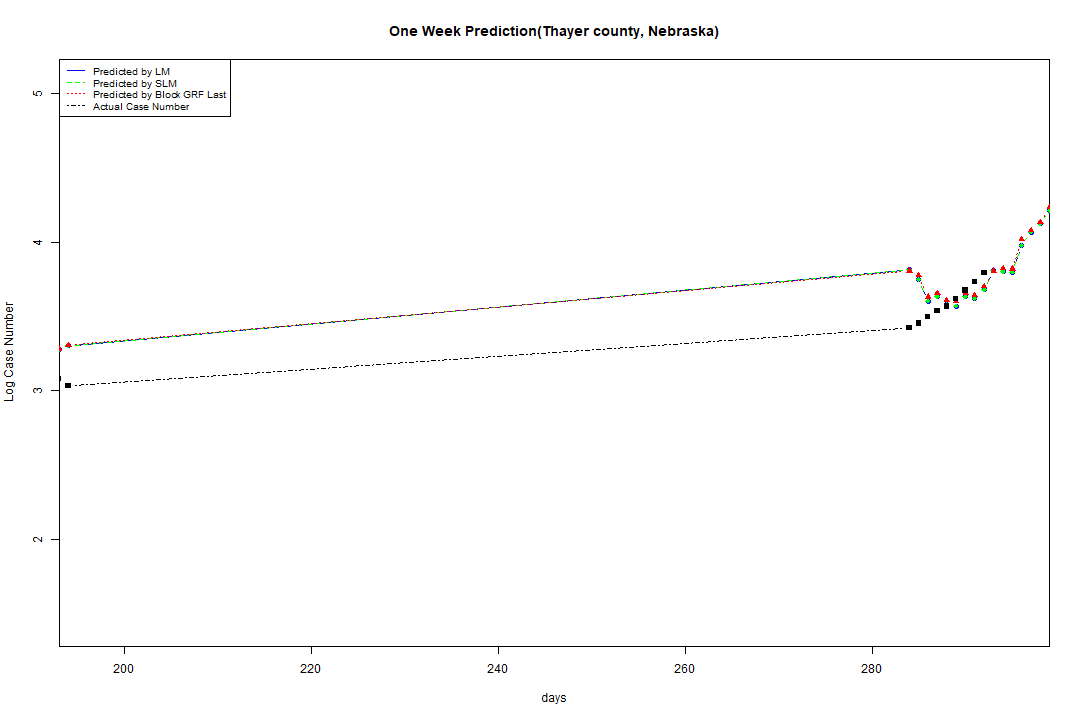 One Week Prediction(Thayer county, Nebraska)
Predicted by LM
Predicted by SLM
Predicted by Block GRF Last
Actual Case Number
5
4
3
2
Log Case Number
200 220 240 260 280
days